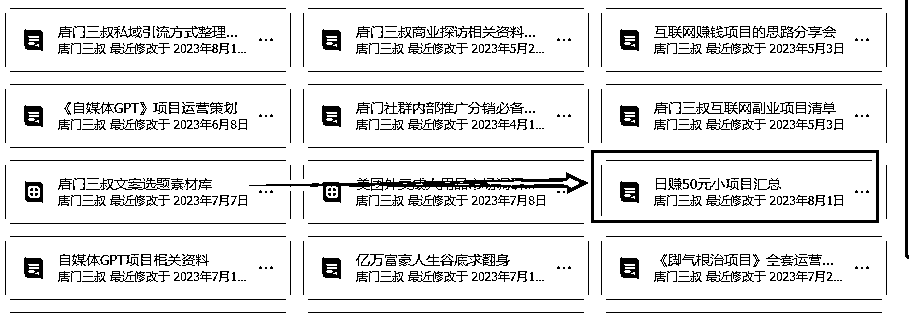 唐门三叔私域引流方式整理...
唐门三叔 最近修改于 2023年8月1...
唐门三叔商业探访相关资料...
唐门三叔 最近修改于 2023年5月2...
互联网赚钱项目的思路分享会
唐门三叔 最近修改于 2023年5月3日
《自媒体GPT》项目运营策划
唐门三叔 最近修改于 2023年6月8日
唐门社群内部推广分销必备...
唐门三叔 最近修改于 2023年4月1...
唐门三叔互联网副业项目清单
唐门三叔 最近修改于 2023年5月3日
唐门三叔文案选题素材库
唐门三叔 最近修改于 2023年7月7日
美团外卖成人用品市场
唐门三叔 最近修改于 2023年7月8日
日赚50元小项目汇总
唐门三叔 最近修改于 2023年8月1日
自媒体GPT项目相关资料
唐门三叔 最近修改于 2023年7月1...
亿万富豪人生谷底求翻身
唐门三叔 最近修改于 2023年7月1...
《脚气根治项目》全套运营...
唐门三叔 最近修改于 2023年7月2...